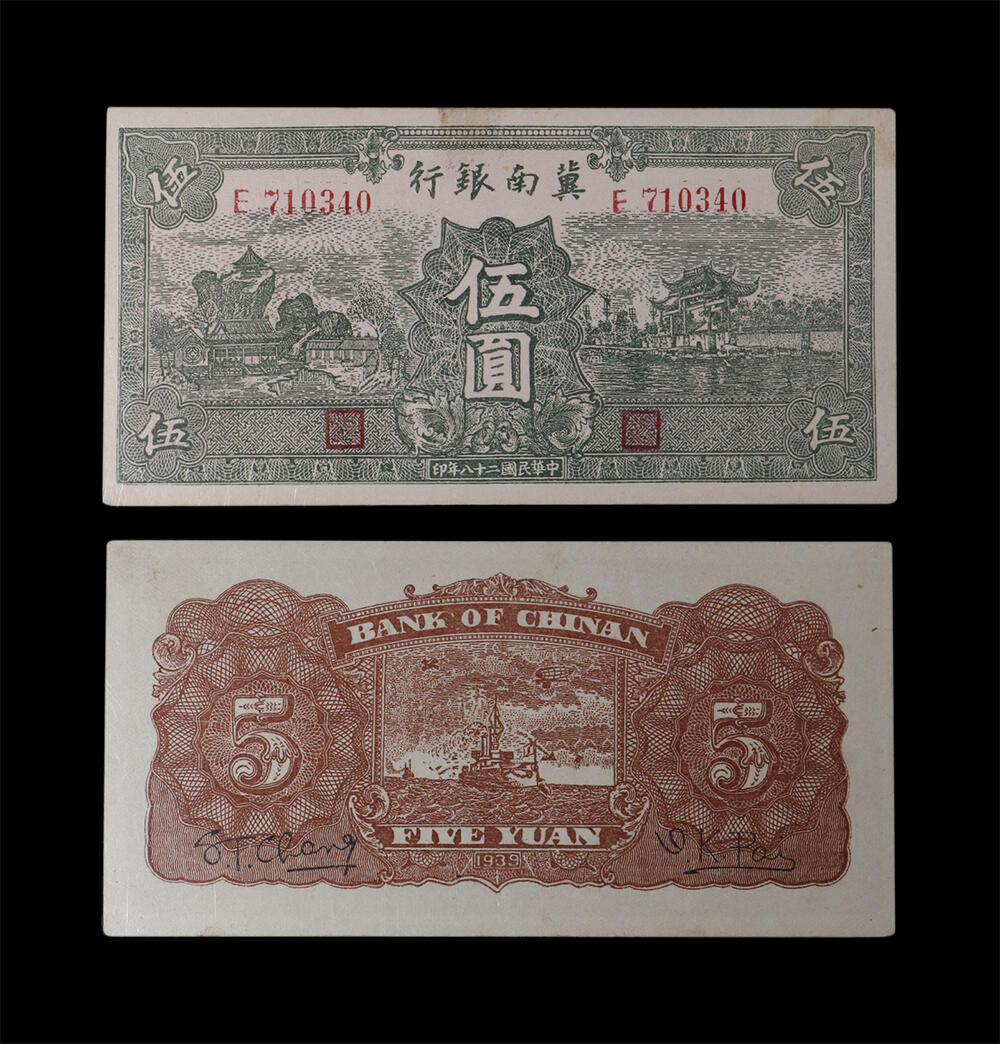 伍 伍
冀南銀行
E 710340 E 710340
伍圓
伍 伍
中華民國二十八年印
BANK OF CHINAN
5 5
FIVE YUAN
S.T. Chang
1939